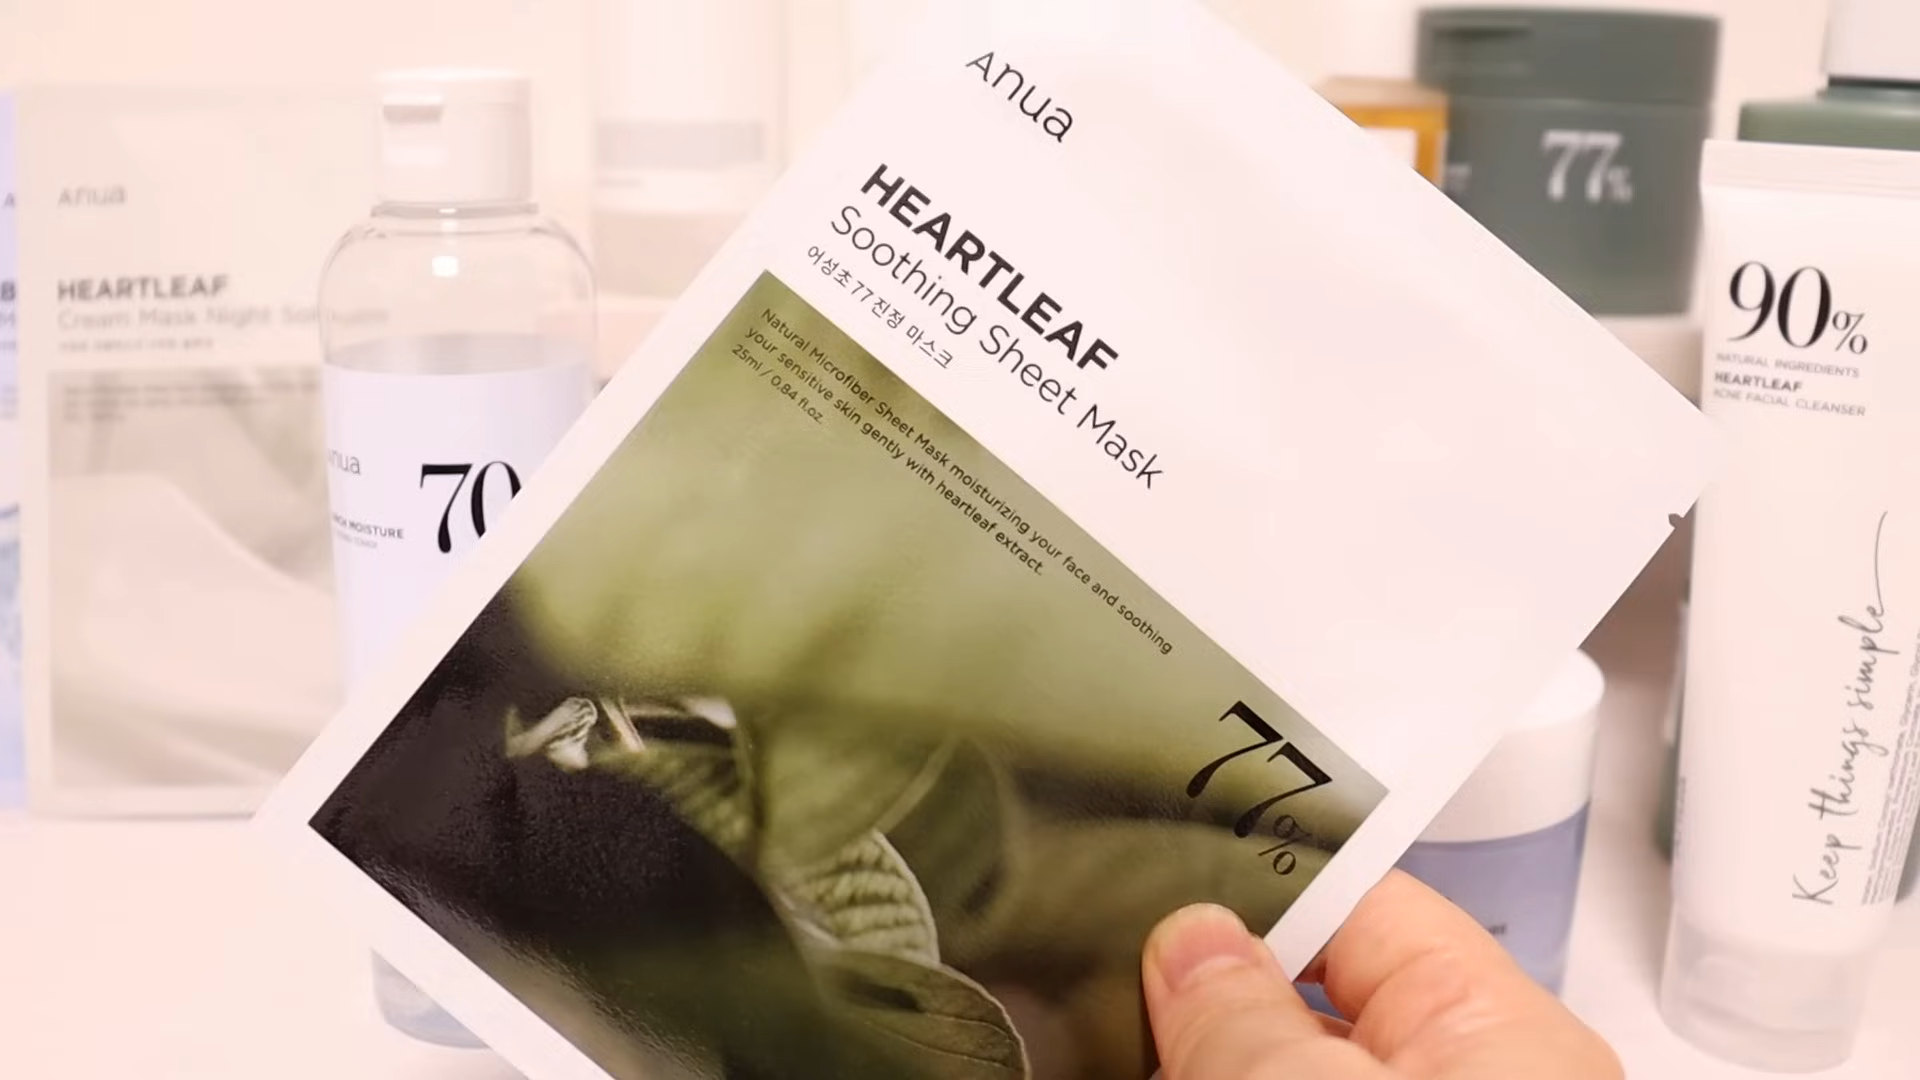 Anua
HEARTLEAF
Soothing Sheet Mask
어성초 77 진정 마스크
Natural Microfiber Sheet Mask moisturizing your face and soothing
your sensitive skin gently with heartleaf extract.
25ml / 0.84 fl.oz.
77%
Anua
HEARTLEAF
Cream Mask Night
nua
70
MOISTURE
77%
90%
NATURAL INGREDIENTS
HEARTLEAF
ACNE FACIAL CLEANSER
Keep things simple